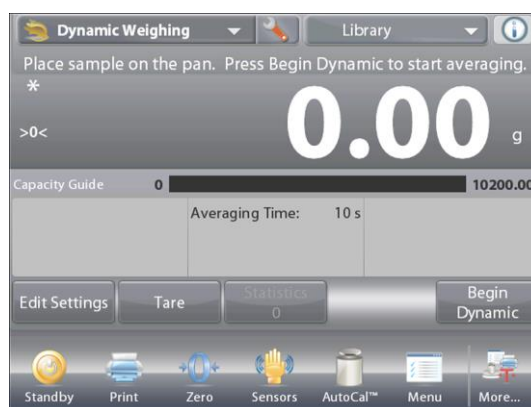 Dynamic Weighing Library
Place sample on the pan. Press Begin Dynamic to start averaging.
*
>0< 0.00 g
Capacity Guide 0 10200.00
Averaging Time: 10 s
Edit Settings Tare Statistics 0 Begin Dynamic
Standby Print Zero Sensors AutoCal™ Menu More...